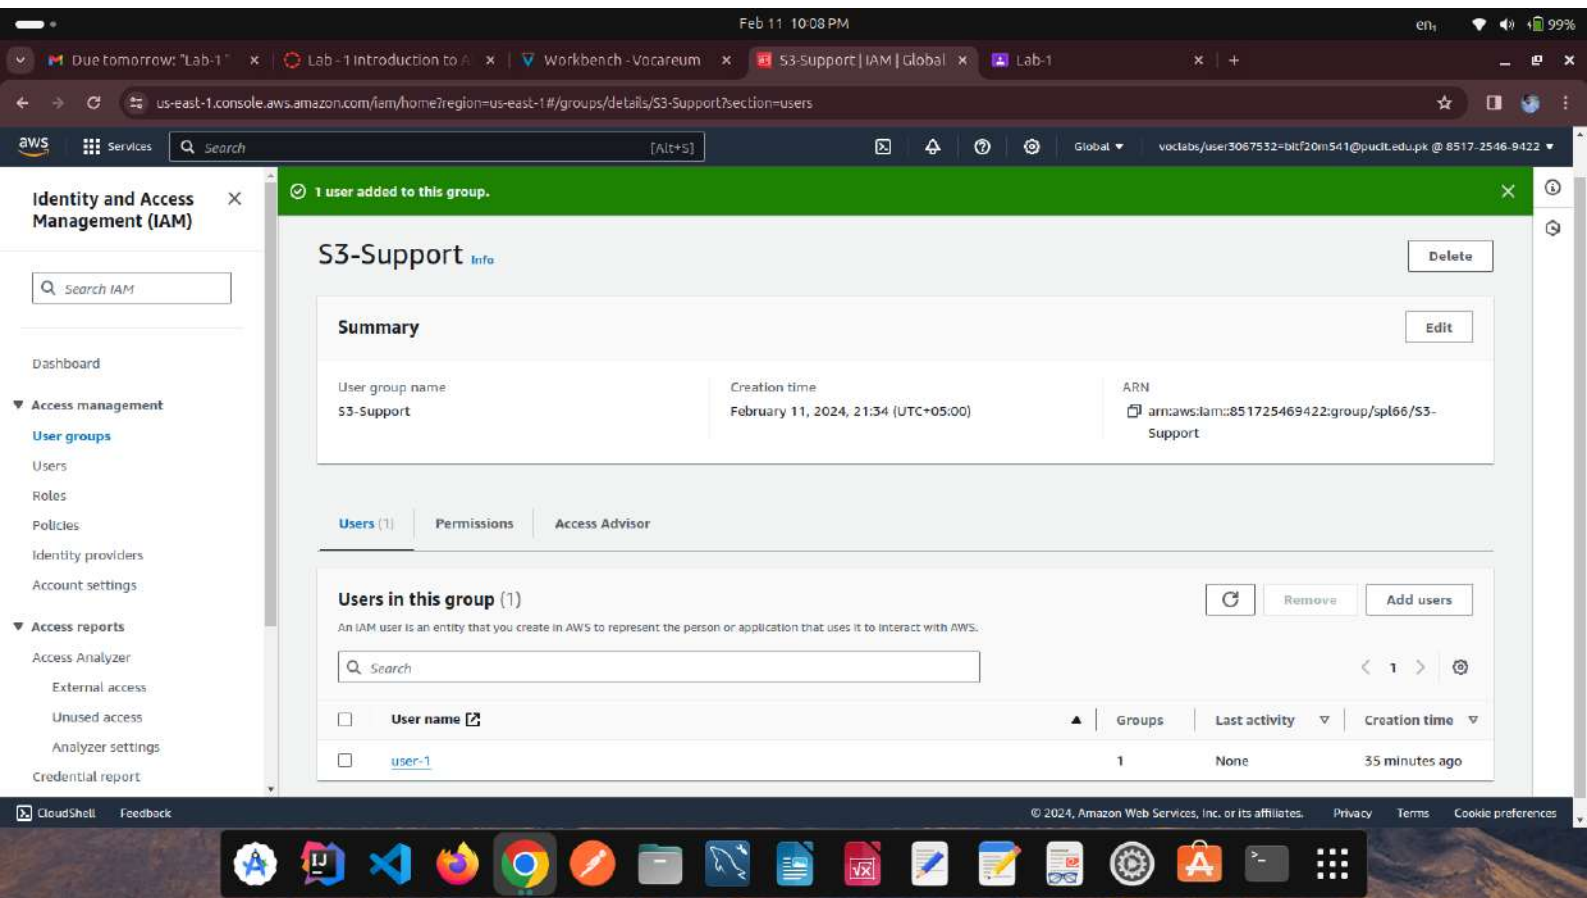 Feb 11 10:08 PM
en₁
99%
Due tomorrow: "Lab-1"
Lab - 1 Introduction to A
Workbench - Vocareum
S3-Support | IAM | Global
Lab-1
us-east-1.console.aws.amazon.com/iam/home?region=us-east-1#/groups/details/S3-Support?section=users
aws
Services
Search
[Alt+S]
Global
voclabs/user3067532=bitf20m541@pucit.edu.pk @ 8517-2546-9422
Identity and Access
Management (IAM)
Search IAM
Dashboard
Access management
User groups
Users
Roles
Policies
Identity providers
Account settings
Access reports
Access Analyzer
External access
Unused access
Analyzer settings
Credential report
1 user added to this group.
S3-Support Info
Delete
Summary
Edit
User group name
S3-Support
Creation time
February 11, 2024, 21:34 (UTC+05:00)
ARN
arn:aws:iam::851725469422:group/spl66/S3-
Support
Users (1)
Permissions
Access Advisor
Users in this group (1)
Remove
Add users
An IAM user is an entity that you create in AWS to represent the person or application that uses it to interact with AWS.
Search
1
User name
Groups
Last activity
Creation time
user-1
1
None
35 minutes ago
CloudShell
Feedback
© 2024, Amazon Web Services, Inc. or its affiliates.
Privacy
Terms
Cookie preferences
IJ